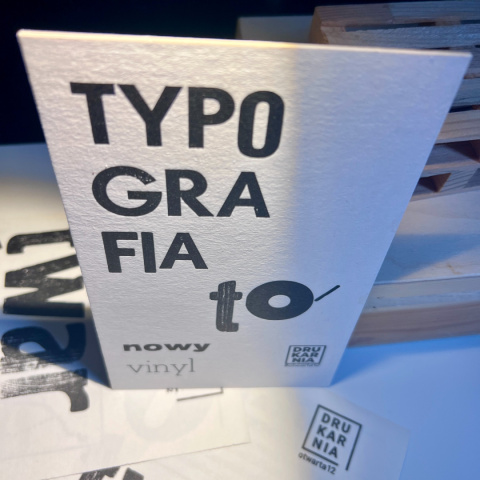 TYPO
GRA
FIA
to
nowy
vinyl
DRU
KAR
NIA
DRU
KAR
NIA
otwarta12